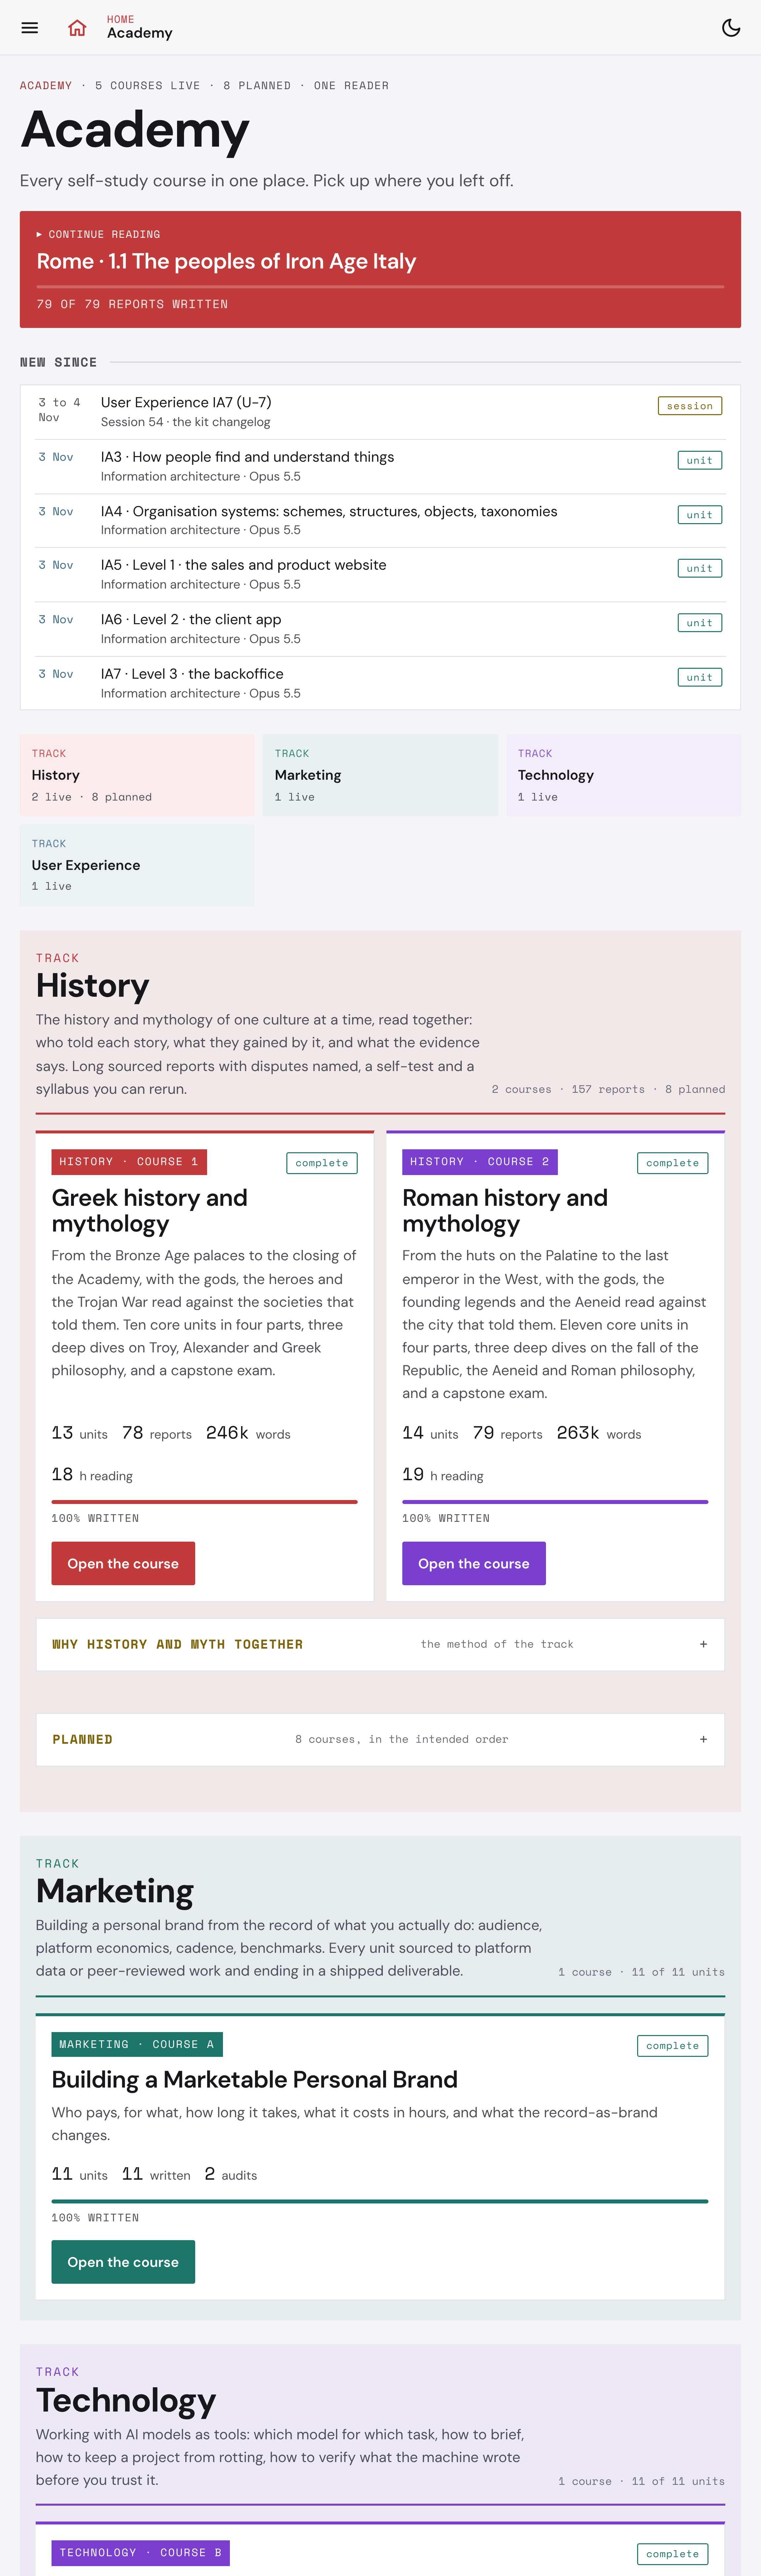 HOME
Academy
ACADEMY · 5 COURSES LIVE · 8 PLANNED · ONE READER
Academy
Every self-study course in one place. Pick up where you left off.
▶ CONTINUE READING
Rome · 1.1 The peoples of Iron Age Italy
79 OF 79 REPORTS WRITTEN
NEW SINCE
3 to 4
Nov
User Experience IA7 (U-7)
Session 54 · the kit changelog
session
3 Nov
IA3 · How people find and understand things
Information architecture · Opus 5.5
unit
3 Nov
IA4 · Organisation systems: schemes, structures, objects, taxonomies
Information architecture · Opus 5.5
unit
3 Nov
IA5 · Level 1 · the sales and product website
Information architecture · Opus 5.5
unit
3 Nov
IA6 · Level 2 · the client app
Information architecture · Opus 5.5
unit
3 Nov
IA7 · Level 3 · the backoffice
Information architecture · Opus 5.5
unit
TRACK
History
2 live · 8 planned
TRACK
Marketing
1 live
TRACK
Technology
1 live
TRACK
User Experience
1 live
TRACK
History
The history and mythology of one culture at a time, read together:
who told each story, what they gained by it, and what the evidence
says. Long sourced reports with disputes named, a self-test and a
syllabus you can rerun.
2 courses · 157 reports · 8 planned
HISTORY · COURSE 1
complete
Greek history and
mythology
From the Bronze Age palaces to the closing of
the Academy, with the gods, the heroes and
the Trojan War read against the societies that
told them. Ten core units in four parts, three
deep dives on Troy, Alexander and Greek
philosophy, and a capstone exam.
13 units 78 reports 246k words
18 h reading
100% WRITTEN
Open the course
HISTORY · COURSE 2
complete
Roman history and
mythology
From the huts on the Palatine to the last
emperor in the West, with the gods, the
founding legends and the Aeneid read against
the city that told them. Eleven core units in
four parts, three deep dives on the fall of the
Republic, the Aeneid and Roman philosophy,
and a capstone exam.
14 units 79 reports 263k words
19 h reading
100% WRITTEN
Open the course
WHY HISTORY AND MYTH TOGETHER
the method of the track
+
PLANNED
8 courses, in the intended order
+
TRACK
Marketing
Building a personal brand from the record of what you actually do: audience,
platform economics, cadence, benchmarks. Every unit sourced to platform
data or peer-reviewed work and ending in a shipped deliverable.
1 course · 11 of 11 units
MARKETING · COURSE A
complete
Building a Marketable Personal Brand
Who pays, for what, how long it takes, what it costs in hours, and what the record-as-brand
changes.
11 units 11 written 2 audits
100% WRITTEN
Open the course
TRACK
Technology
Working with AI models as tools: which model for which task, how to brief,
how to keep a project from rotting, how to verify what the machine wrote
before you trust it.
1 course · 11 of 11 units
TECHNOLOGY · COURSE B
complete